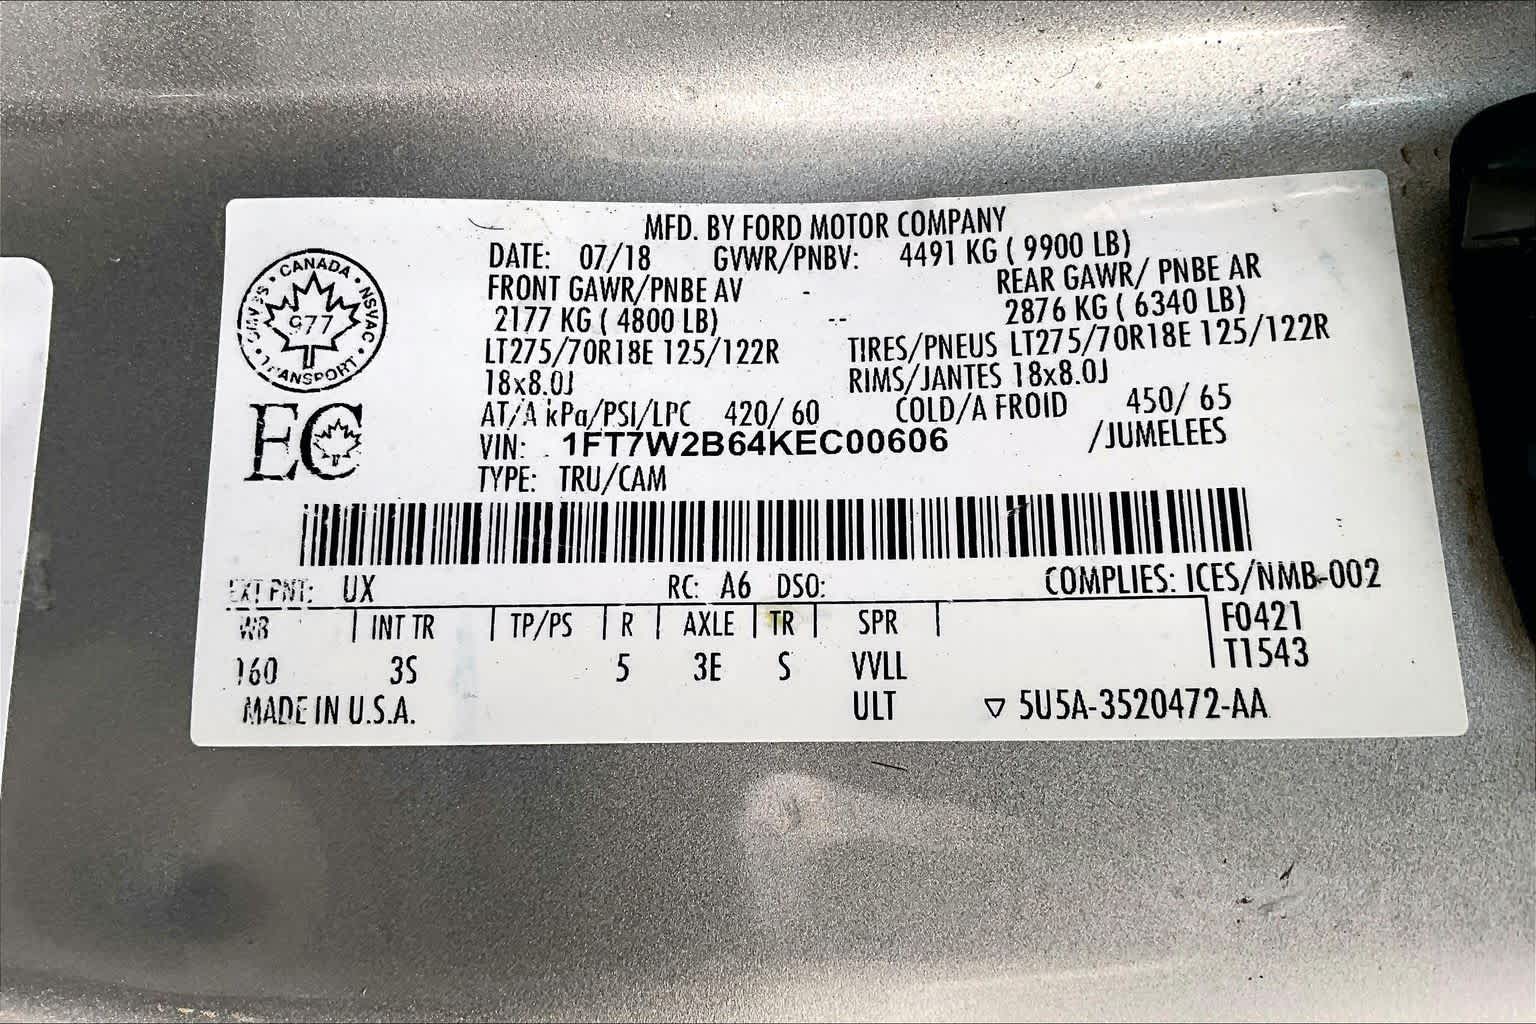 MFD. BY FORD MOTOR COMPANY
DATE: 07/18 GVWR/PNBV: 4491 KG ( 9900 LB)
FRONT GAWR/PNBE AV - REAR GAWR/ PNBE AR
2177 KG ( 4800 LB) -- 2876 KG ( 6340 LB)
LT275/70R18E 125/122R TIRES/PNEUS LT275/70R18E 125/122R
18x8.0J RIMS/JANTES 18x8.0J
AT/A kPa/PSI/LPC 420/ 60 COLD/A FROID 450/ 65
VIN: 1FT7W2B64KEC00606 /JUMELEES
TYPE: TRU/CAM
CANADA · NSVAC · TRANSPORT ·
977
EC
EXT PNT: UX RC: A6 DSO: COMPLIES: ICES/NMB-002
WB | INT TR | TP/PS | R | AXLE | TR | SPR | F0421
160 3S 5 3E S VVLL T1543
MADE IN U.S.A. ULT ▽ 5U5A-3520472-AA